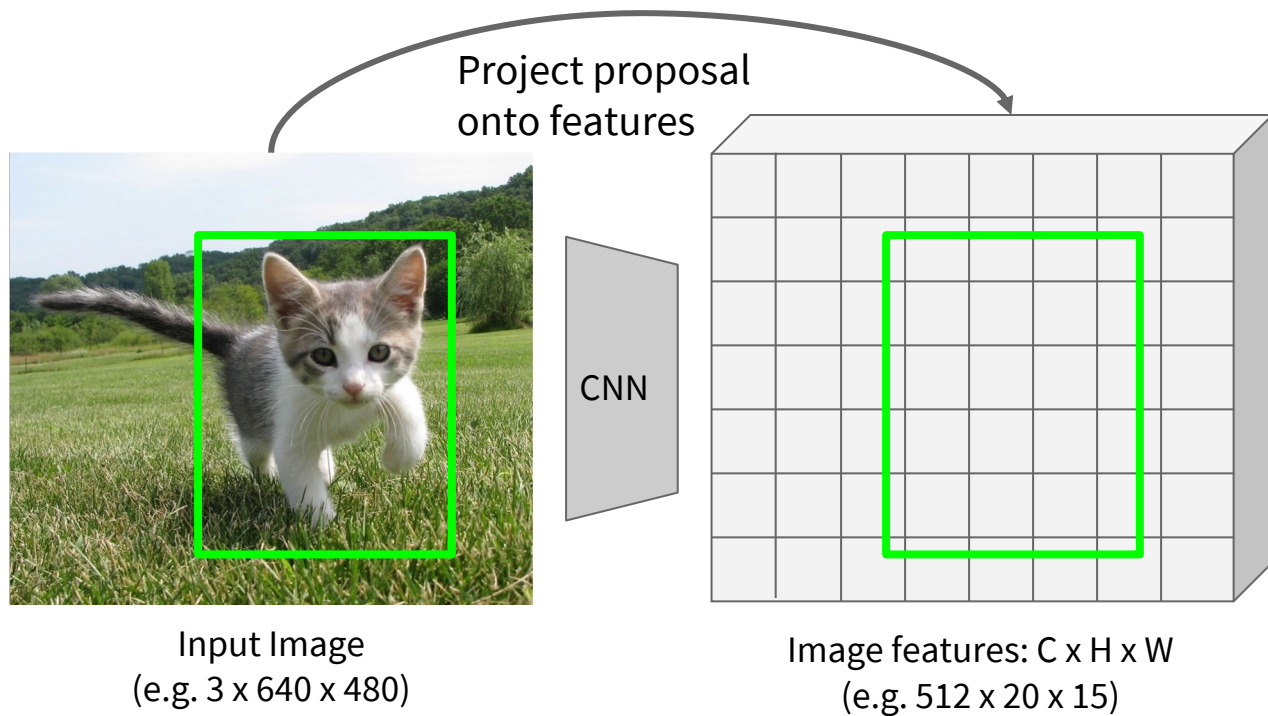 Project proposal
onto features
CNN
Input Image
(e.g. 3 x 640 x 480)
Image features: C x H x W
(e.g. 512 x 20 x 15)